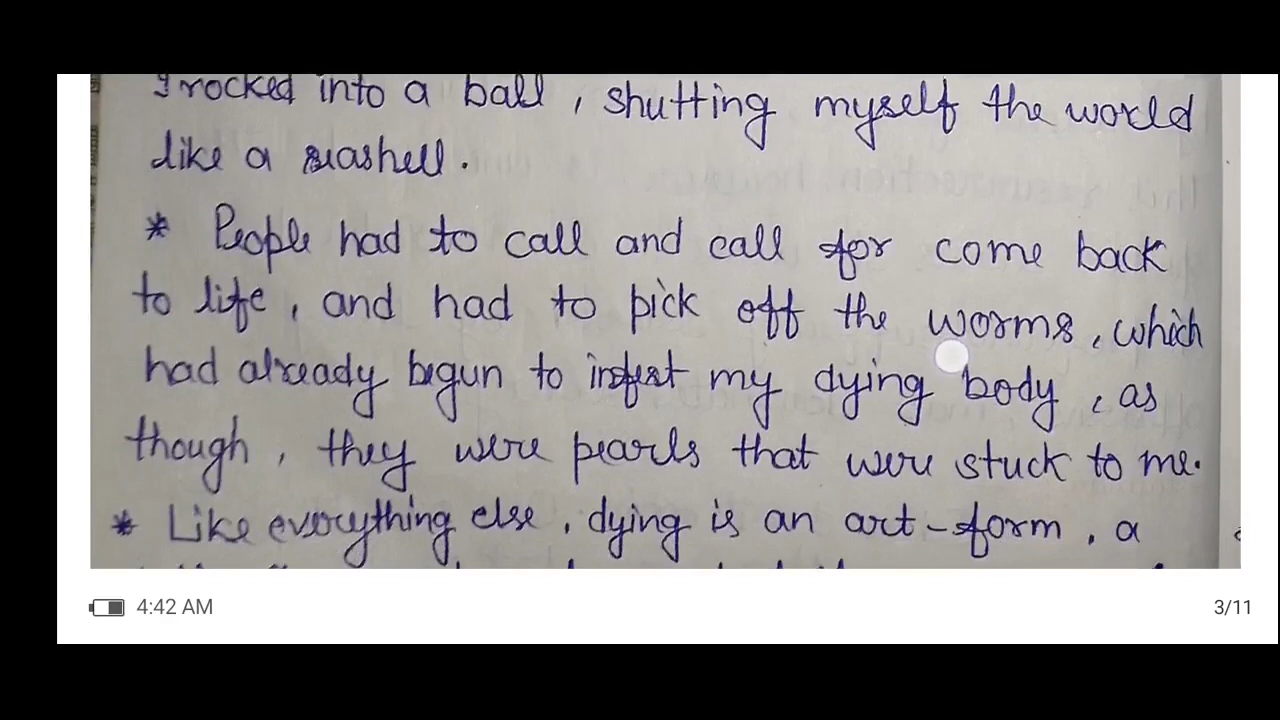 I rocked into a ball, shutting myself the world
like a seashell.
* People had to call and call for come back
to life, and had to pick off the worms, which
had already begun to infest my dying body, as
though, they were pearls that were stuck to me.
* Like everything else, dying is an art-form, a
4:42 AM
3/11